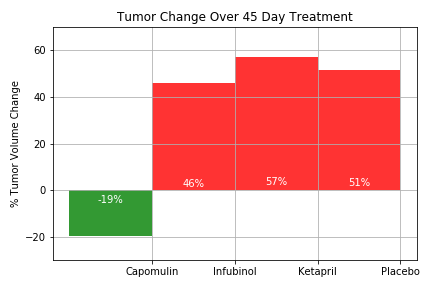 Tumor Change Over 45 Day Treatment
% Tumor Volume Change
60
40
20
0
−20
-19%
46%
57%
51%
Capomulin
Infubinol
Ketapril
Placebo